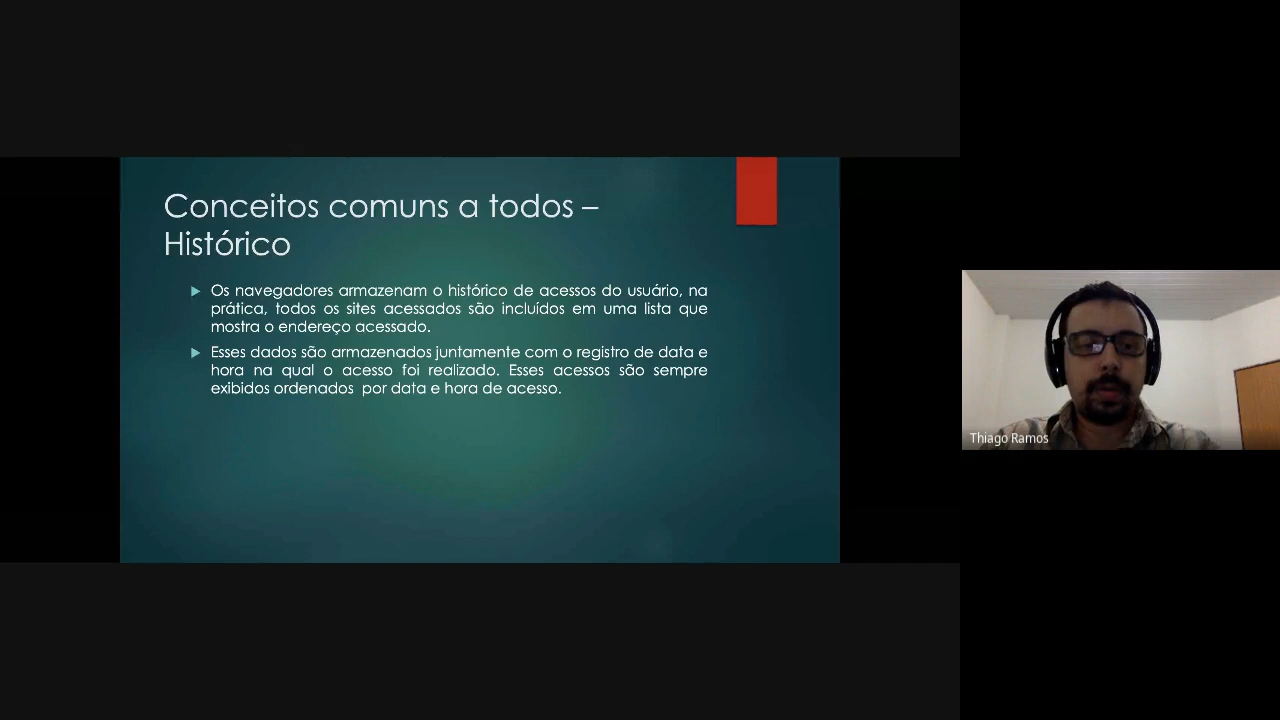 Conceitos comuns a todos –
Histórico
Os navegadores armazenam o histórico de acessos do usuário, na
prática, todos os sites acessados são incluídos em uma lista que
mostra o endereço acessado.
Esses dados são armazenados juntamente com o registro de data e
hora na qual o acesso foi realizado. Esses acessos são sempre
exibidos ordenados  por data e hora de acesso.
Thiago Ramos